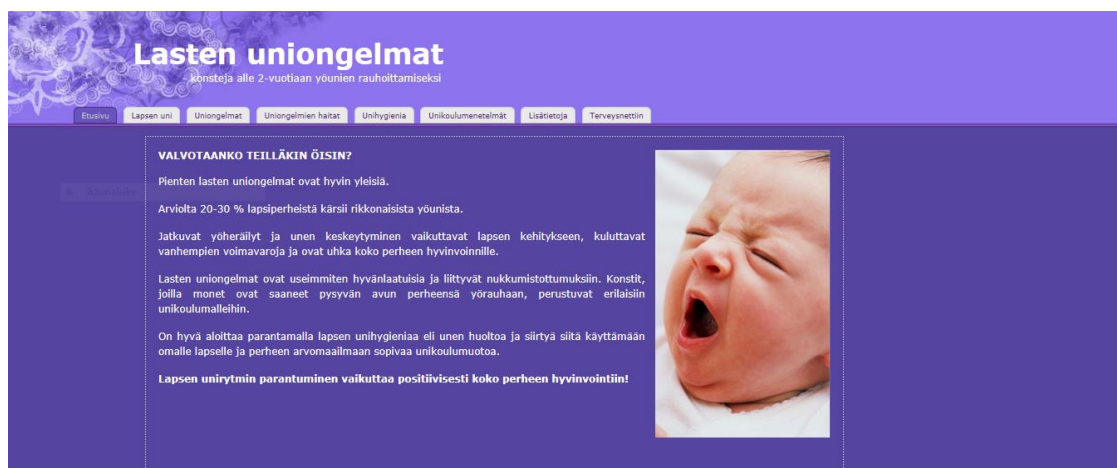 Lasten uniongelmat
konsteja alle 2-vuotiaan yöunien rauhoittamiseksi
Etusivu Lapsen uni Uniongelmat Uniongelmien haitat Unihygienia Unikoulumenetelmät Lisätietoja Terveysnettiin
VALVOTAANKO TEILLÄKIN ÖISIN?
Pienten lasten uniongelmat ovat hyvin yleisiä.
Arviolta 20-30 % lapsiperheistä kärsii rikkonaisista yöunista.
Jatkuvat yöheräilyt ja unen keskeytyminen vaikuttavat lapsen kehitykseen, kuluttavat
vanhempien voimavaroja ja ovat uhka koko perheen hyvinvoinnille.
Lasten uniongelmat ovat useimmiten hyvänlaatuisia ja liittyvät nukkumistottumuksiin. Konstit,
joilla monet ovat saaneet pysyvän avun perheensä yörauhaan, perustuvat erilaisiin
unikoulumalleihin.
On hyvä aloittaa parantamalla lapsen unihygieniaa eli unen huoltoa ja siirtyä siitä käyttämään
omalle lapselle ja perheen arvomaailmaan sopivaa unikoulumuotoa.
Lapsen unirytmin parantuminen vaikuttaa positiivisesti koko perheen hyvinvointiin!